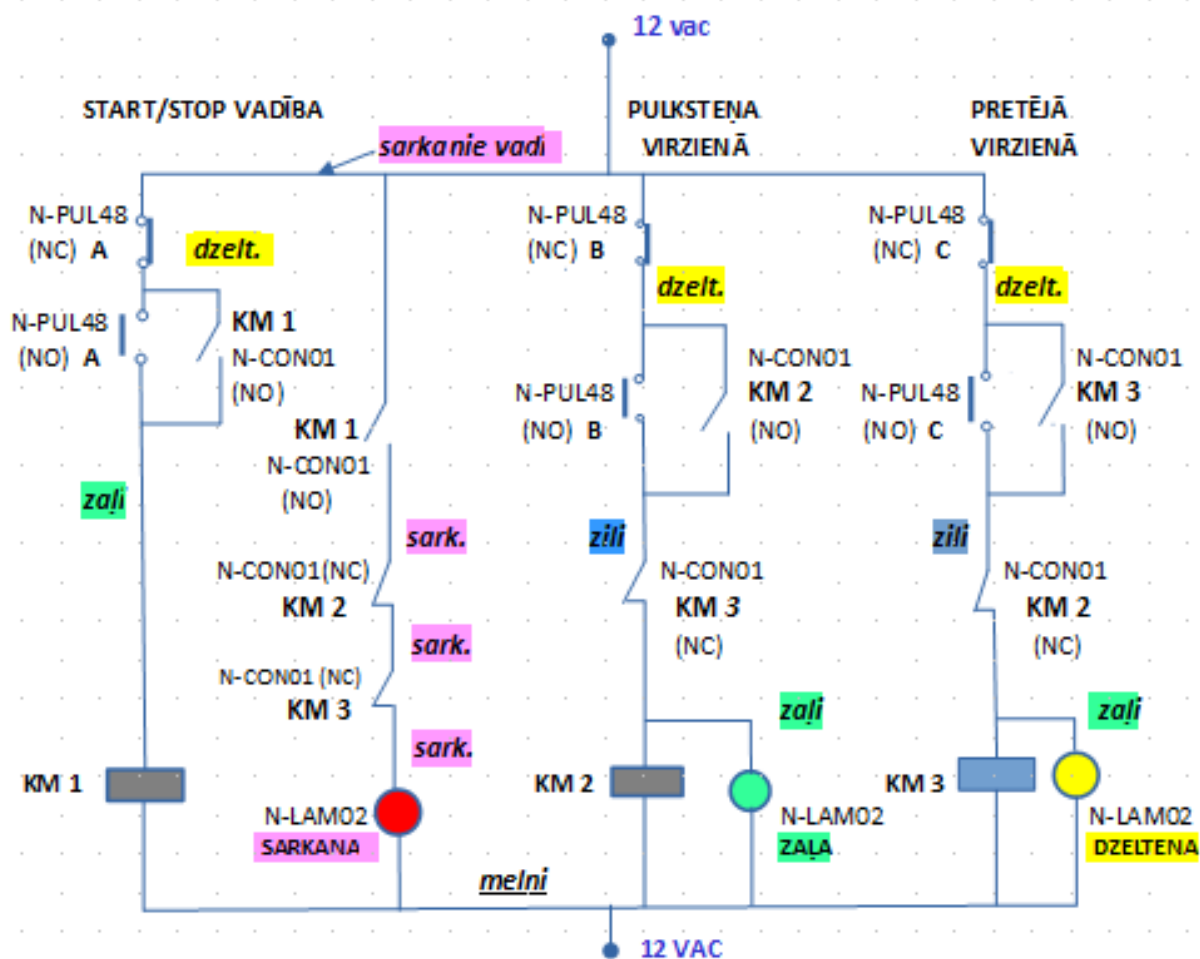 12 vac
START/STOP VADĪBA
PULKSTEŅA
VIRZIENĀ
PRETĒJĀ
VIRZIENĀ
sarkanie vadi
N-PUL48
(NC) A
dzelt.
N-PUL48
(NO) A
KM 1
N-CON01
(NO)
zaļi
KM 1
KM 1
N-CON01
(NO)
sark.
N-CON01(NC)
KM 2
sark.
N-CON01 (NC)
KM 3
sark.
N-LAM02
SARKANA
N-PUL48
(NC) B
dzelt.
N-PUL48
(NO) B
N-CON01
KM 2
(NO)
zili
N-CON01
KM 3
(NC)
zaļi
KM 2
N-LAM02
ZAĻA
N-PUL48
(NC) C
dzelt.
N-PUL48
(NO) C
N-CON01
KM 3
(NO)
zili
N-CON01
KM 2
(NC)
zaļi
KM 3
N-LAM02
DZELTENA
melni
12 VAC